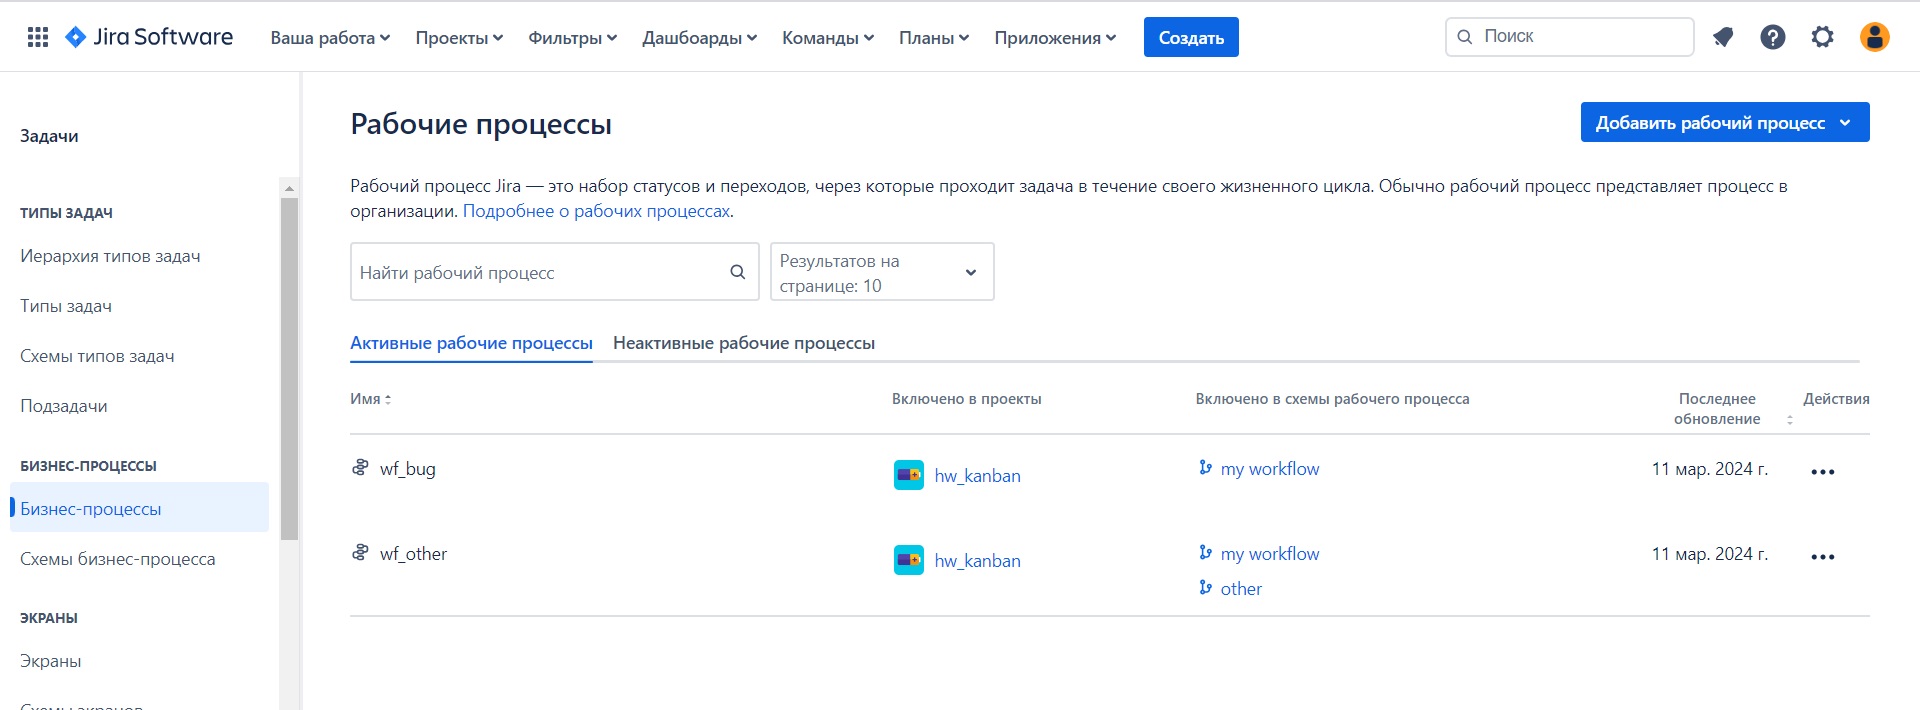 Jira Software Ваша работа Проекты Фильтры Дашборды Команды Планы Приложения Создать Поиск
Задачи
ТИПЫ ЗАДАЧ
Иерархия типов задач
Типы задач
Схемы типов задач
Подзадачи
БИЗНЕС-ПРОЦЕССЫ
Бизнес-процессы
Схемы бизнес-процесса
ЭКРАНЫ
Экраны
Схемы экранов
Рабочие процессы
Добавить рабочий процесс
Рабочий процесс Jira — это набор статусов и переходов, через которые проходит задача в течение своего жизненного цикла. Обычно рабочий процесс представляет процесс в
организации. Подробнее о рабочих процессах.
Найти рабочий процесс
Результатов на
странице: 10
Активные рабочие процессы Неактивные рабочие процессы
Имя Включено в проекты Включено в схемы рабочего процесса Последнее Действия
обновление
wf_bug hw_kanban my workflow 11 мар. 2024 г.
wf_other hw_kanban my workflow 11 мар. 2024 г.
other